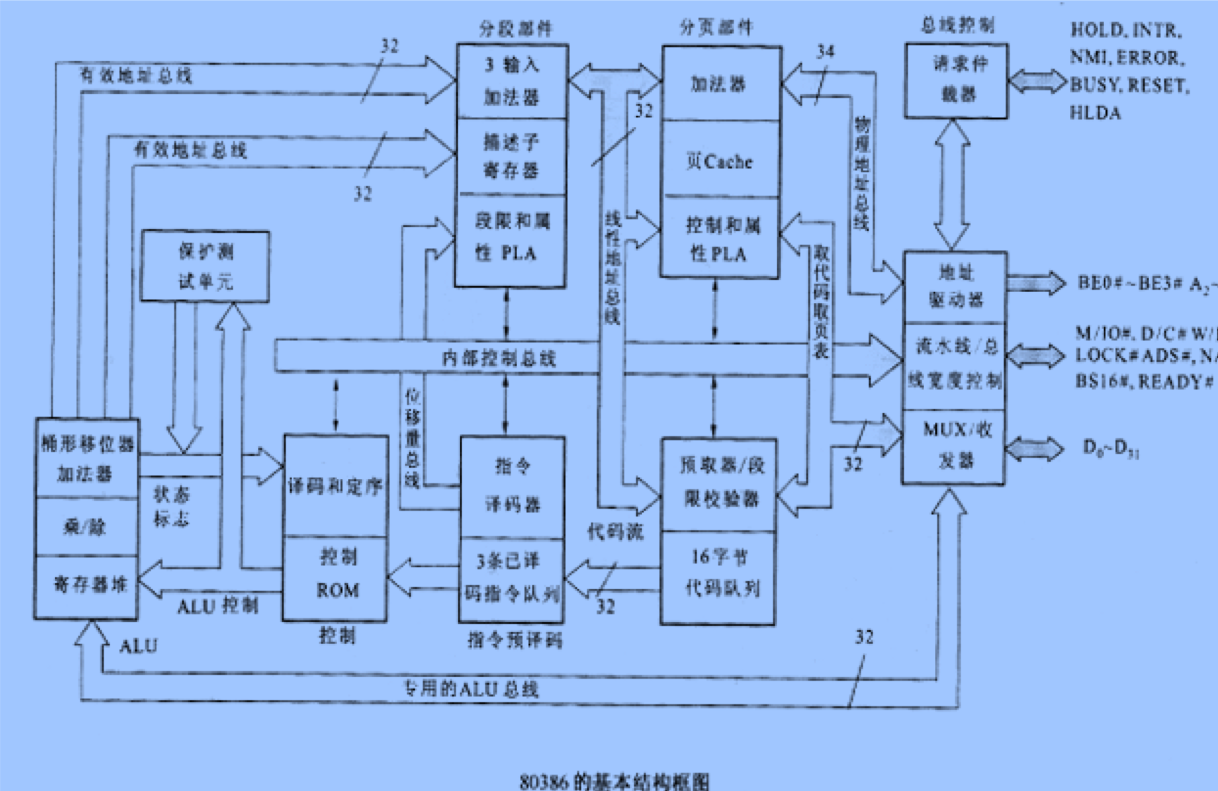 分段部件
分页部件
总线控制
HOLD, INTR,
NMI, ERROR,
BUSY, RESET,
HLDA
32
有效地址总线
3 输入
加法器
加法器
34
请求仲
裁器
32
有效地址总线
32
描述子
寄存器
页Cache
物理地址总线
段限和属
性 PLA
线性地址总线
控制和属
性PLA
取代码取页表
保护测
试单元
地址
驱动器
BE0#~BE3# A2
内部控制总线
流水线/总
线宽度控制
M/IO#, D/C# W/
LOCK# ADS#,
BS16#, READY#
位移量总线
桶形移位器
加法器
状态
标志
译码和定序
指令
译码器
预取器/段
限校验器
32
MUX/收
发器
D0~D31
乘/除
代码流
寄存器堆
ALU 控制
控制
ROM
3条已译
码指令队列
32
16字节
代码队列
ALU
控制
指令预译码
32
专用的ALU 总线
80386 的基本结构框图